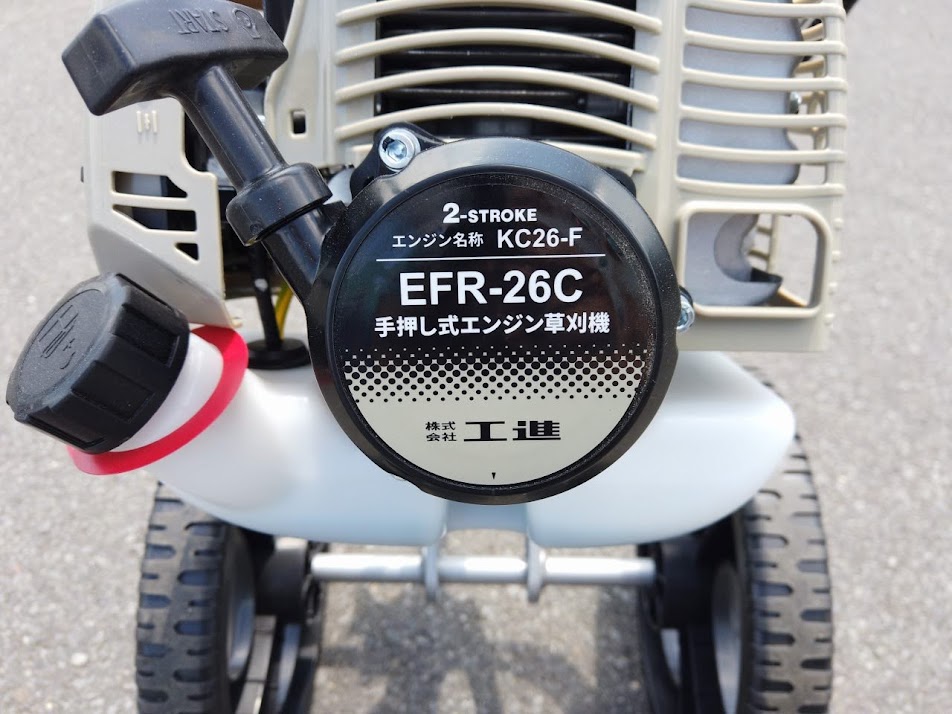 START
2-STROKE
エンジン名称 KC26-F
EFR-26C
手押し式エンジン草刈機
株式会社 工進